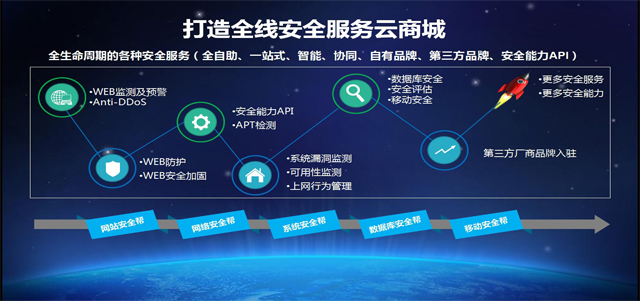 打造全线安全服务云商城
全生命周期的各种安全服务（全自助、一站式、智能、协同、自有品牌、第三方品牌、安全能力API）
•WEB监测及预警
•Anti-DDoS
•WEB防护
•WEB安全加固
•安全能力API
•APT检测
•系统漏洞监测
•可用性监测
•上网行为管理
•数据库安全
•安全评估
•移动安全
第三方厂商品牌入驻
•更多安全服务
•更多安全能力
网站安全帮
网络安全帮
系统安全帮
数据库安全帮
移动安全帮